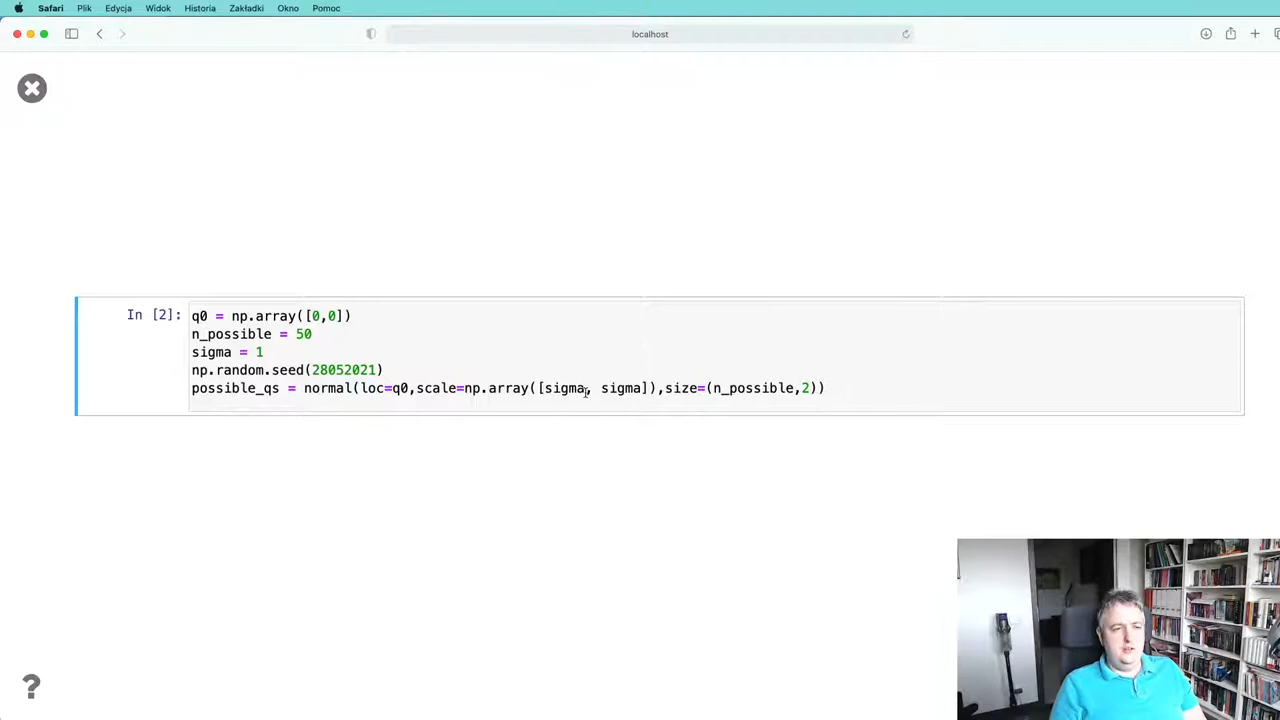 Safari Plik Edycja Widok Historia Zakładki Okno Pomoc
localhost
In [2]:
q0 = np.array([0,0])
n_possible = 50
sigma = 1
np.random.seed(28052021)
possible_qs = normal(loc=q0,scale=np.array([sigma, sigma]),size=(n_possible,2))
?